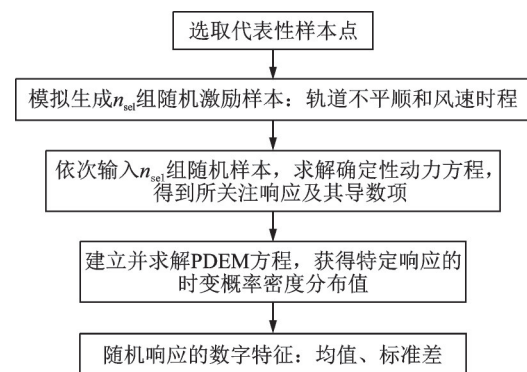 选取代表性样本点
模拟生成nsel组随机激励样本：轨道不平顺和风速时程
依次输入nsel组随机样本，求解确定性动力方程，
得到所关注响应及其导数项
建立并求解PDEM方程，获得特定响应的
时变概率密度分布值
随机响应的数字特征：均值、标准差